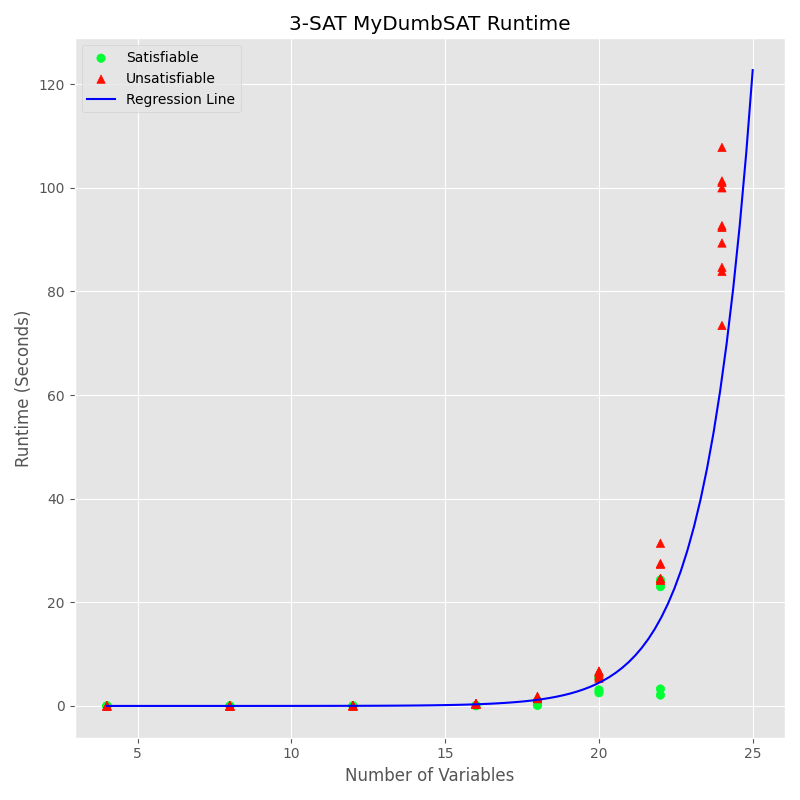 3-SAT MyDumbSAT Runtime
Satisfiable
Unsatisfiable
Regression Line
Runtime (Seconds)
120
100
80
60
40
20
0
5 10 15 20 25
Number of Variables